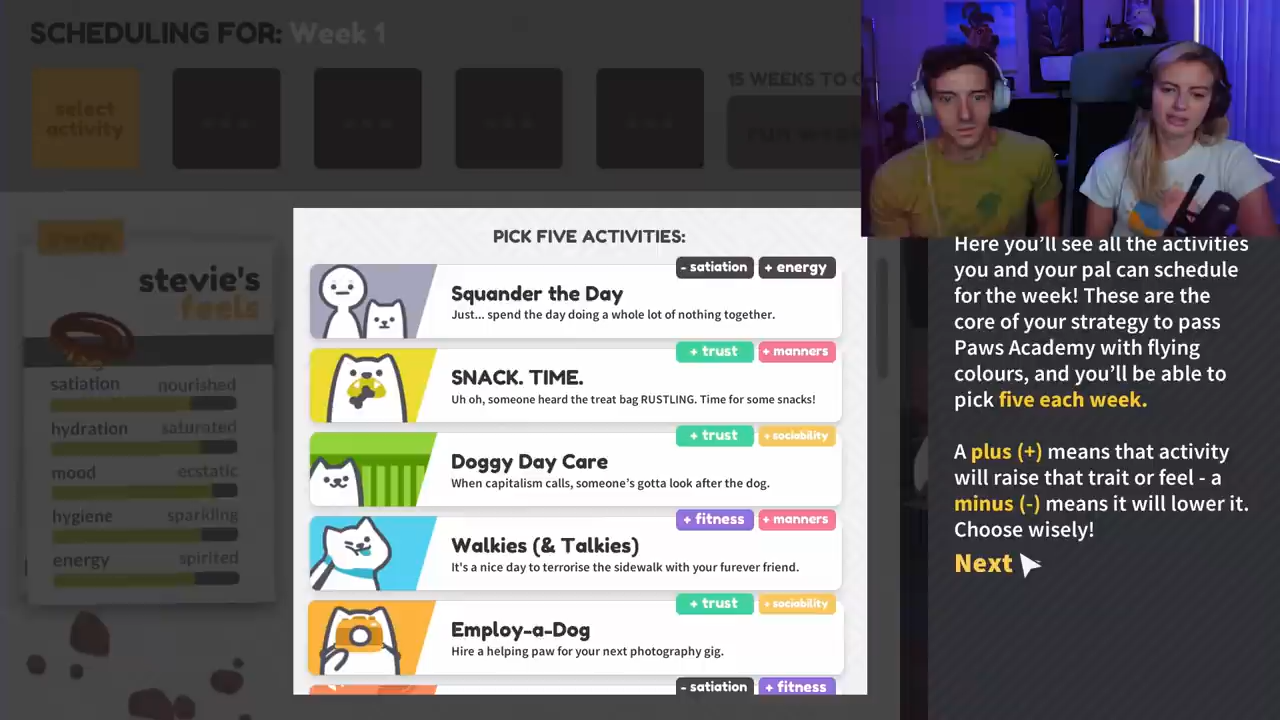 SCHEDULING FOR: Week 1
select
activity
15 WEEKS TO
stevie's
feels
satiation nourished
hydration saturated
mood ecstatic
hygiene sparkling
energy spirited
PICK FIVE ACTIVITIES:
- satiation + energy
Squander the Day
Just... spend the day doing a whole lot of nothing together.
+ trust + manners
SNACK. TIME.
Uh oh, someone heard the treat bag RUSTLING. Time for some snacks!
+ trust + sociability
Doggy Day Care
When capitalism calls, someone's gotta look after the dog.
+ fitness + manners
Walkies (& Talkies)
It's a nice day to terrorise the sidewalk with your furever friend.
+ trust + sociability
Employ-a-Dog
Hire a helping paw for your next photography gig.
- satiation + fitness
Here you'll see all the activities
you and your pal can schedule
for the week! These are the
core of your strategy to pass
Paws Academy with flying
colours, and you'll be able to
pick five each week.
A plus (+) means that activity
will raise that trait or feel - a
minus (-) means it will lower it.
Choose wisely!
Next